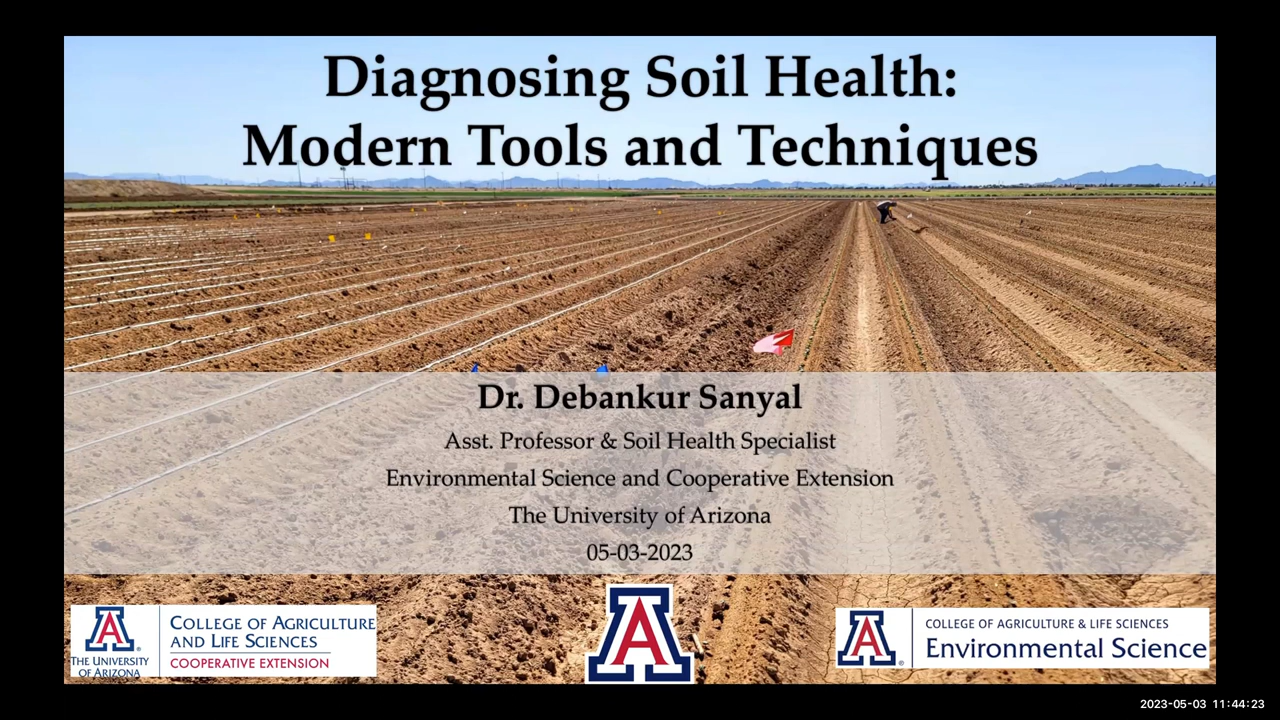 Diagnosing Soil Health:
Modern Tools and Techniques
Dr. Debankur Sanyal
Asst. Professor & Soil Health Specialist
Environmental Science and Cooperative Extension
The University of Arizona
05-03-2023
A
THE UNIVERSITY
OF ARIZONA
COLLEGE OF AGRICULTURE
AND LIFE SCIENCES
COOPERATIVE EXTENSION
A
A
COLLEGE OF AGRICULTURE & LIFE SCIENCES
Environmental Science
2023-05-03 11:44:23